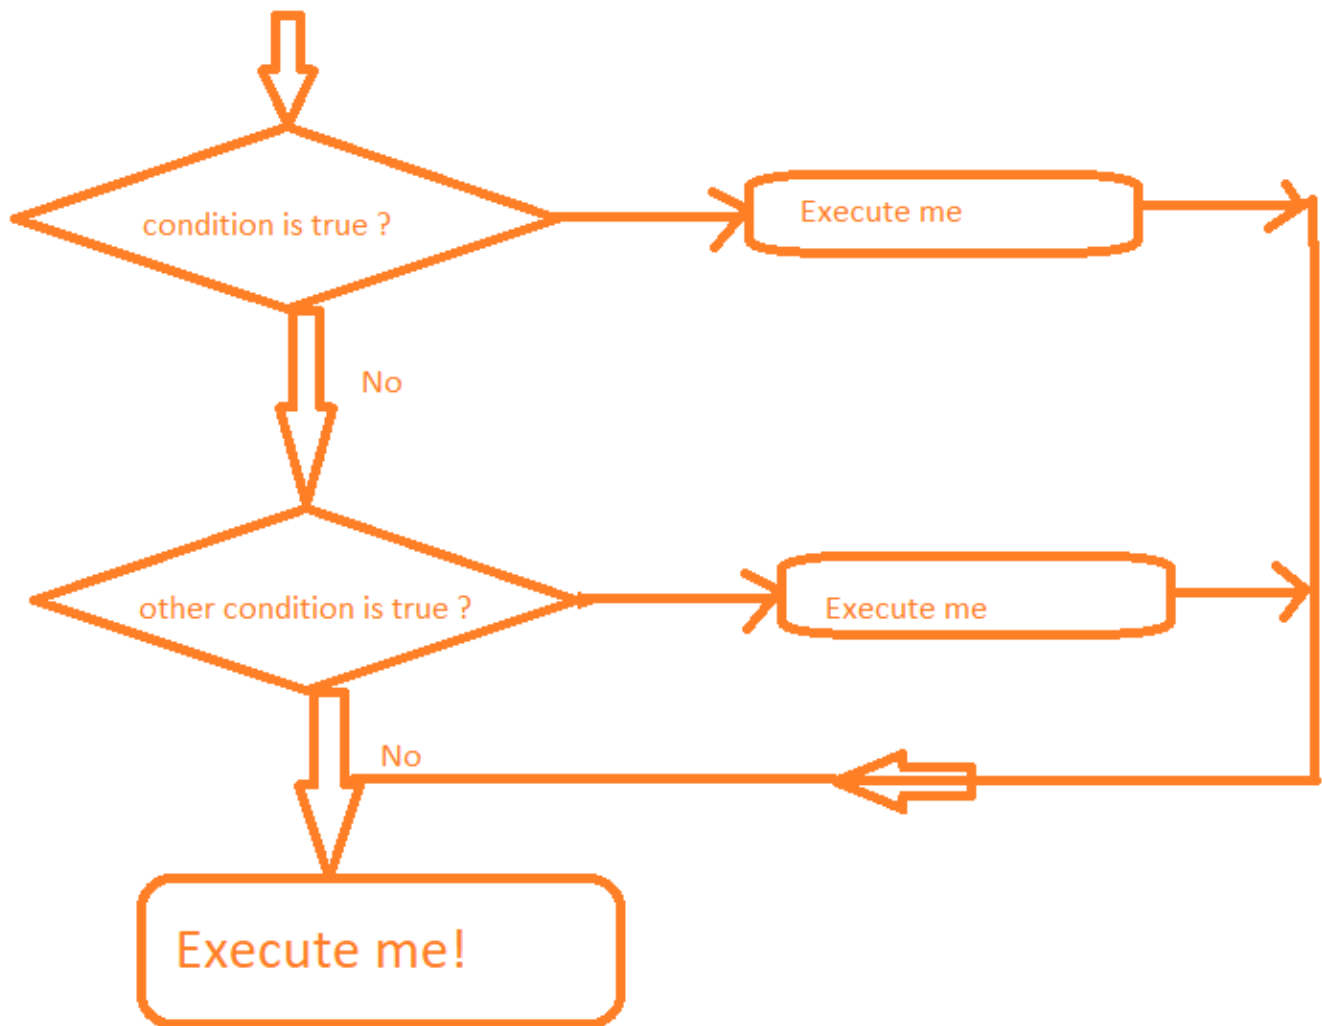 condition is true ?
Execute me
No
other condition is true ?
Execute me
No
Execute me!